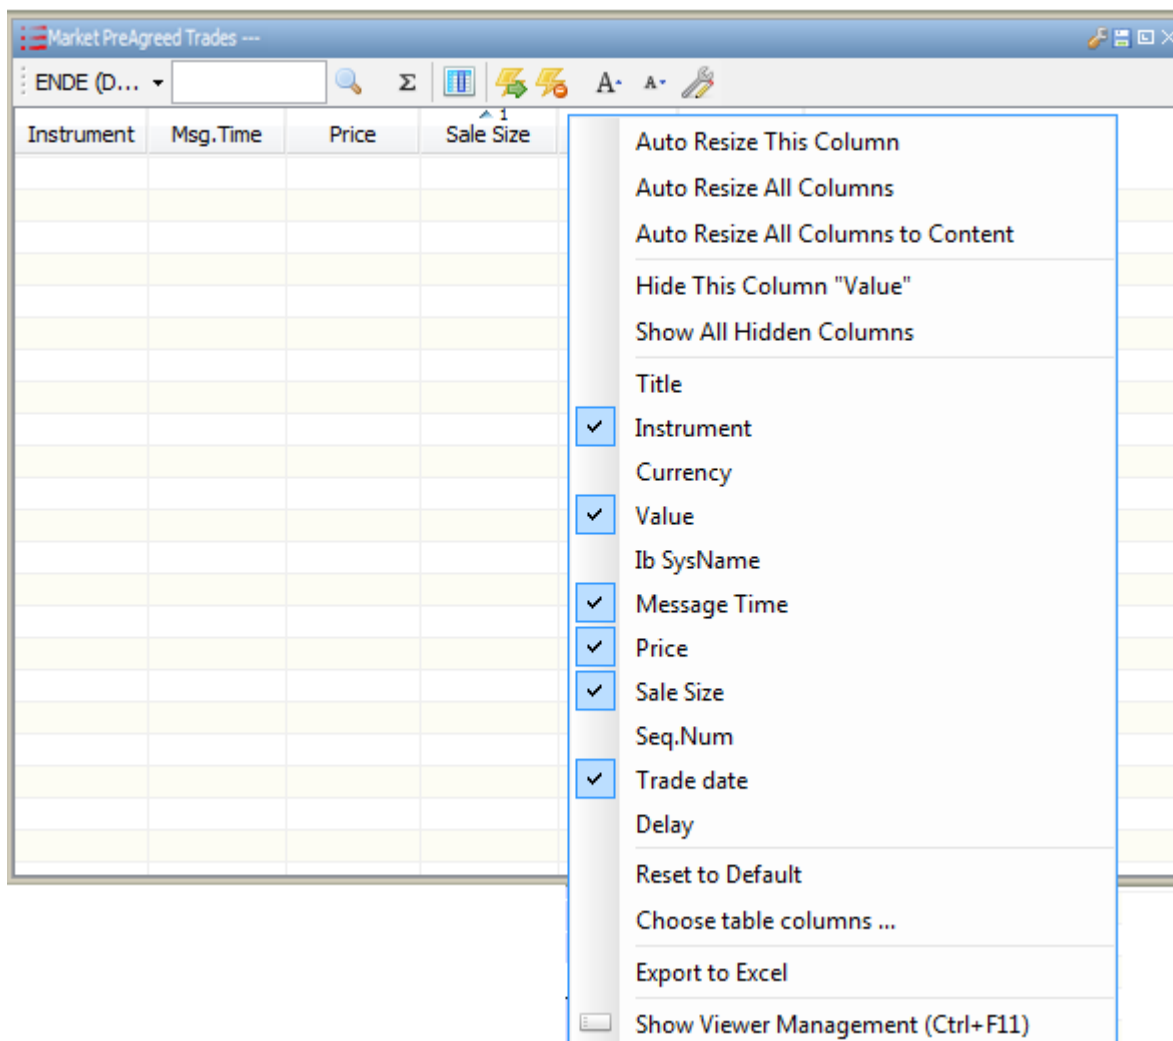 Market PreAgreed Trades ---
ENDE (D... Σ A A
1
Instrument Msg.Time Price Sale Size
Auto Resize This Column
Auto Resize All Columns
Auto Resize All Columns to Content
Hide This Column "Value"
Show All Hidden Columns
Title
Instrument
Currency
Value
Ib SysName
Message Time
Price
Sale Size
Seq.Num
Trade date
Delay
Reset to Default
Choose table columns ...
Export to Excel
Show Viewer Management (Ctrl+F11)